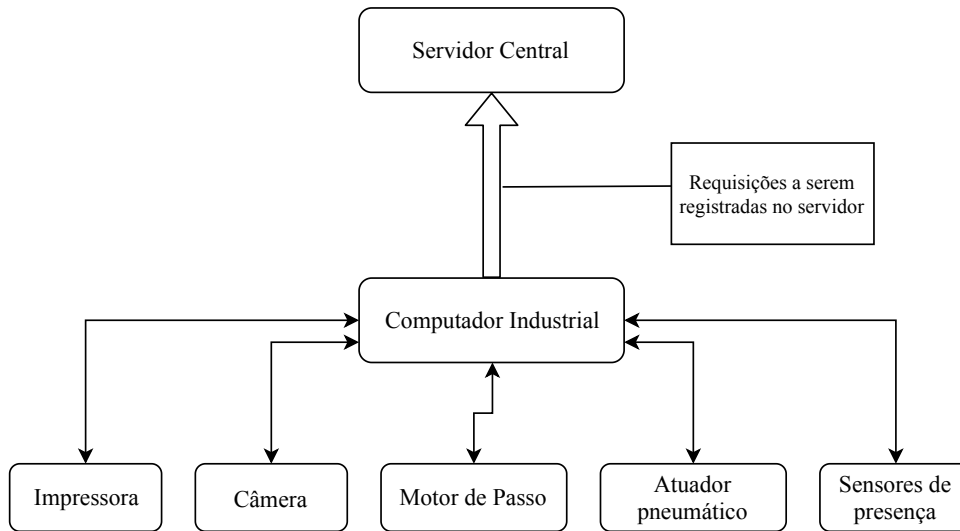 Servidor Central
Requisições a serem
registradas no servidor
Computador Industrial
Impressora
Câmera
Motor de Passo
Atuador
pneumático
Sensores de
presença